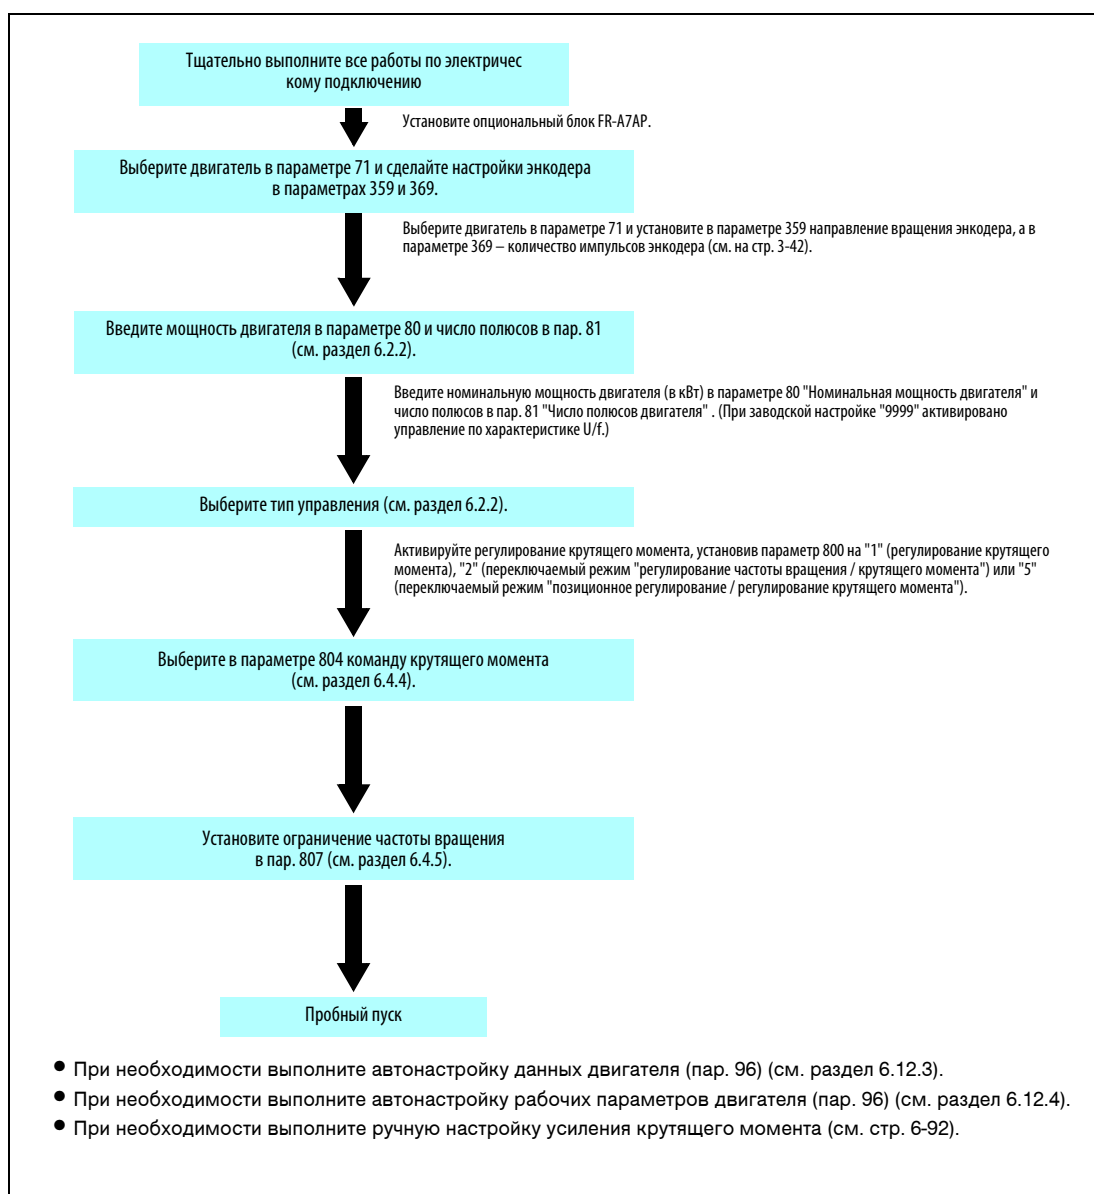 Тщательно выполните все работы по электричес
кому подключению
Установите опциональный блок FR-A7AP.
Выберите двигатель в параметре 71 и сделайте настройки энкодера
в параметрах 359 и 369.
Выберите двигатель в параметре 71 и установите в параметре 359 направление вращения энкодера, а в
параметре 369 – количество импульсов энкодера (см. на стр. 3-42).
Введите мощность двигателя в параметре 80 и число полюсов в пар. 81
(см. раздел 6.2.2).
Введите номинальную мощность двигателя (в кВт) в параметре 80 "Номинальная мощность двигателя" и
число полюсов в пар. 81 "Число полюсов двигателя" . (При заводской настройке "9999" активировано
управление по характеристике U/f.)
Выберите тип управления (см. раздел 6.2.2).
Активируйте регулирование крутящего момента, установив параметр 800 на "1" (регулирование крутящего
момента), "2" (переключаемый режим "регулирование частоты вращения / крутящего момента") или "5"
(переключаемый режим "позиционное регулирование / регулирование крутящего момента").
Выберите в параметре 804 команду крутящего момента
(см. раздел 6.4.4).
Установите ограничение частоты вращения
в пар. 807 (см. раздел 6.4.5).
Пробный пуск
● При необходимости выполните автонастройку данных двигателя (пар. 96) (см. раздел 6.12.3).
● При необходимости выполните автонастройку рабочих параметров двигателя (пар. 96) (см. раздел 6.12.4).
● При необходимости выполните ручную настройку усиления крутящего момента (см. стр. 6-92).